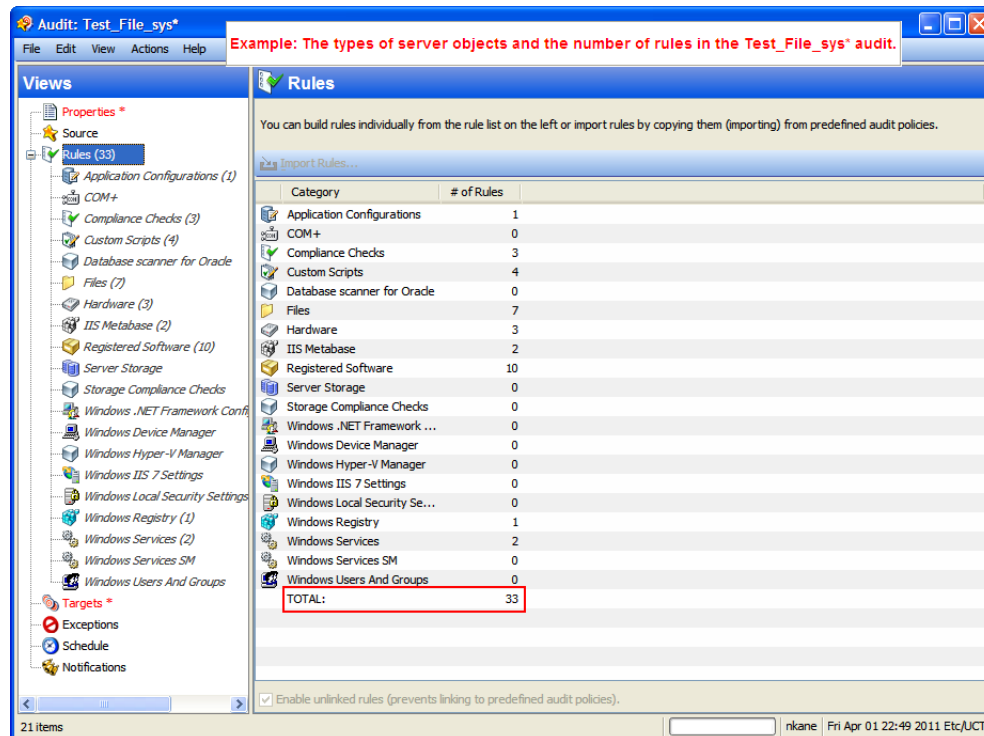 Audit: Test_File_sys*
Example: The types of server objects and the number of rules in the Test_File_sys* audit.
File Edit View Actions Help
Views
Properties *
Source
Rules (33)
Application Configurations (1)
COM+
Compliance Checks (3)
Custom Scripts (4)
Database scanner for Oracle
Files (7)
Hardware (3)
IIS Metabase (2)
Registered Software (10)
Server Storage
Storage Compliance Checks
Windows .NET Framework Confi
Windows Device Manager
Windows Hyper-V Manager
Windows IIS 7 Settings
Windows Local Security Settings
Windows Registry (1)
Windows Services (2)
Windows Services SM
Windows Users And Groups
Targets *
Exceptions
Schedule
Notifications
Rules
You can build rules individually from the rule list on the left or import rules by copying them (importing) from predefined audit policies.
Import Rules...
Category # of Rules
Application Configurations 1
COM+ 0
Compliance Checks 3
Custom Scripts 4
Database scanner for Oracle 0
Files 7
Hardware 3
IIS Metabase 2
Registered Software 10
Server Storage 0
Storage Compliance Checks 0
Windows .NET Framework ... 0
Windows Device Manager 0
Windows Hyper-V Manager 0
Windows IIS 7 Settings 0
Windows Local Security Se... 0
Windows Registry 1
Windows Services 2
Windows Services SM 0
Windows Users And Groups 0
TOTAL: 33
Enable unlinked rules (prevents linking to predefined audit policies).
21 items
nkane Fri Apr 01 22:49 2011 Etc/UCT